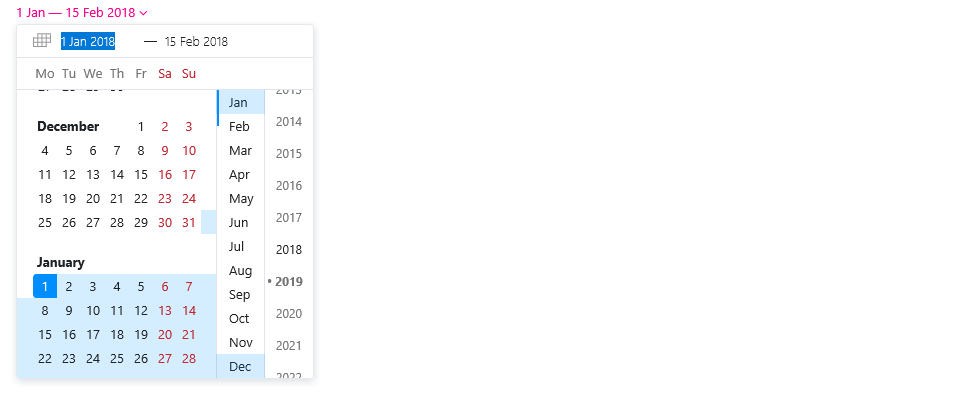 1 Jan — 15 Feb 2018
1 Jan 2018 — 15 Feb 2018
Mo Tu We Th Fr Sa Su
December 1 2 3
4 5 6 7 8 9 10
11 12 13 14 15 16 17
18 19 20 21 22 23 24
25 26 27 28 29 30 31
January
1 2 3 4 5 6 7
8 9 10 11 12 13 14
15 16 17 18 19 20 21
22 23 24 25 26 27 28
Jan
Feb
Mar
Apr
May
Jun
Jul
Aug
Sep
Oct
Nov
Dec
2013
2014
2015
2016
2017
2018
• 2019
2020
2021
2022